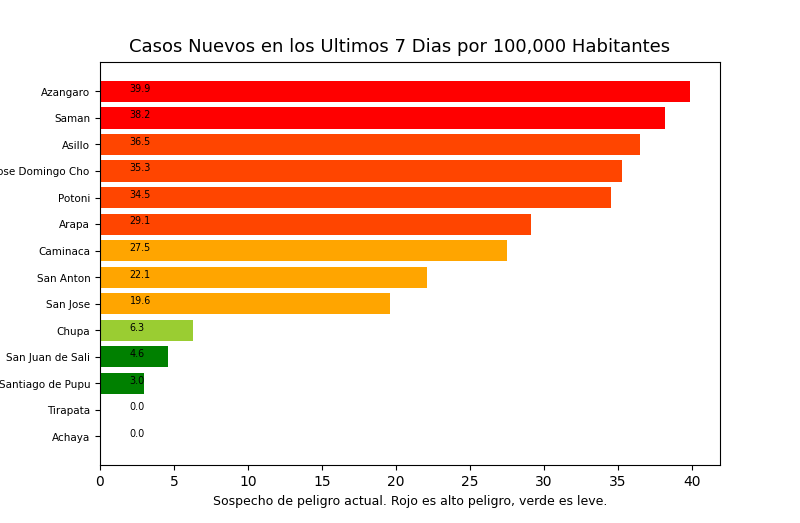 Casos Nuevos en los Ultimos 7 Dias por 100,000 Habitantes
Azangaro 39.9
Saman 38.2
Asillo 36.5
ose Domingo Cho 35.3
Potoni 34.5
Arapa 29.1
Caminaca 27.5
San Anton 22.1
San Jose 19.6
Chupa 6.3
San Juan de Sali 4.6
Santiago de Pupu 3.0
Tirapata 0.0
Achaya 0.0
0 5 10 15 20 25 30 35 40
Sospecho de peligro actual. Rojo es alto peligro, verde es leve.